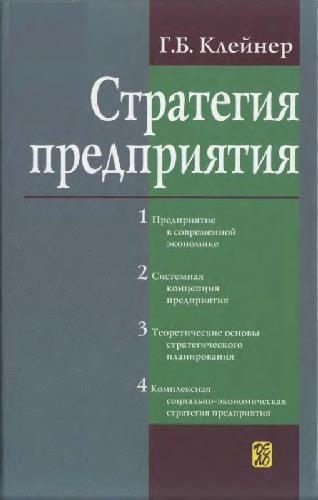 Г.Б. Клейнер
Стратегия
предприятия
1 Предприятие
в современной
экономике
2 Системная
концепция
предприятия
3 Теоретические основы
стратегического
планирования
4 Комплексная
социально-экономическая
стратегия предприятия
ДЕЛО